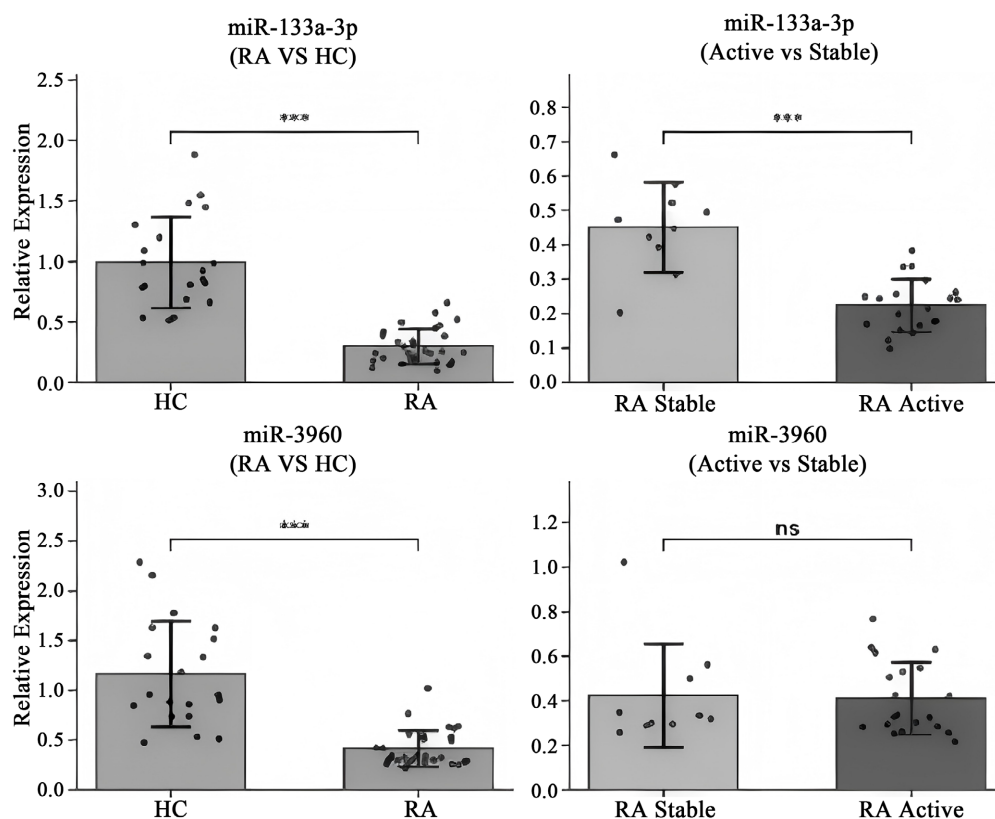 miR-133a-3p
(RA VS HC)
Relative Expression
2.5
2.0
1.5
1.0
0.5
0.0
***
HC
RA
miR-133a-3p
(Active vs Stable)
0.8
0.7
0.6
0.5
0.4
0.3
0.2
0.1
0.0
***
RA Stable
RA Active
miR-3960
(RA VS HC)
Relative Expression
3.0
2.5
2.0
1.5
1.0
0.5
0.0
***
HC
RA
miR-3960
(Active vs Stable)
1.2
1.0
0.8
0.6
0.4
0.2
0.0
ns
RA Stable
RA Active